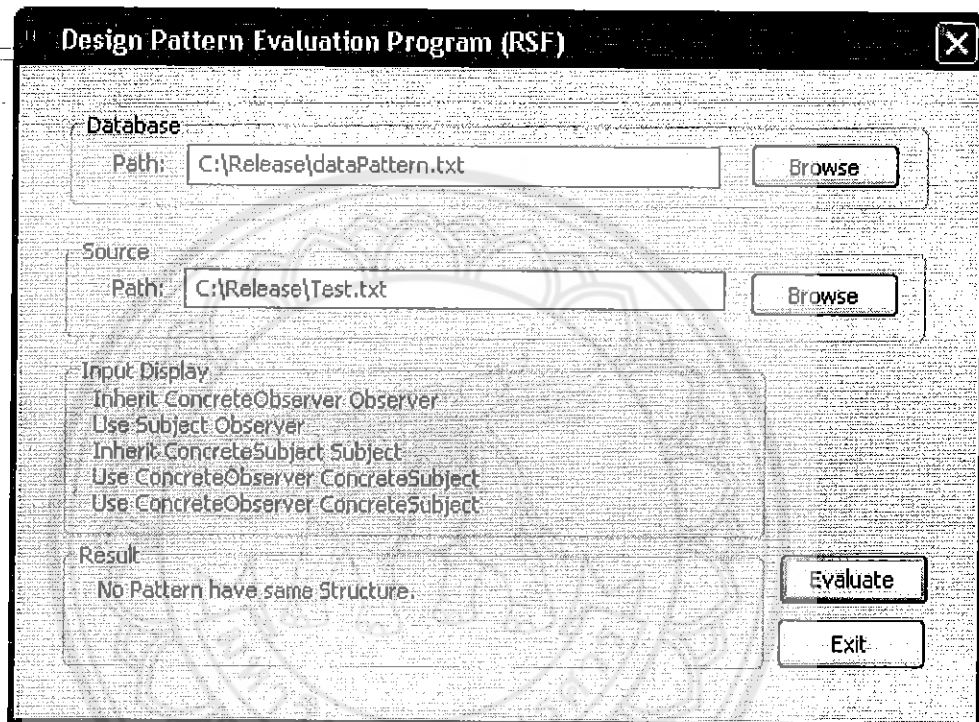 Design Pattern Evaluation Program (RSF)
Database
Path: C:\Release\dataPattern.txt Browse
Source
Path: C:\Release\Test.txt Browse
Input Display
Inherit ConcreteObserver Observer
Use Subject Observer
Inherit ConcreteSubject Subject
Use ConcreteObserver ConcreteSubject
Use ConcreteObserver ConcreteSubject
Result
No Pattern have same Structure.
Evaluate
Exit